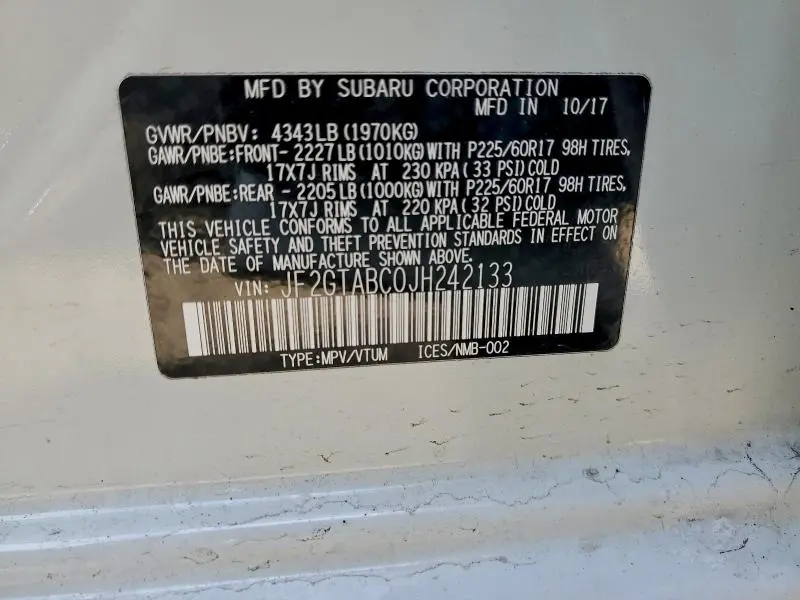 MFD BY SUBARU CORPORATION
MFD IN 10/17
GVWR/PNBV: 4343LB(1970KG)
GAWR/PNBE:FRONT-2227LB(1010KG)WITH P225/60R17 98H TIRES,
17X7J RIMS AT 230 KPA(33 PSI)COLD
GAWR/PNBE:REAR -2205LB(1000KG)WITH P225/60R17 98H TIRES,
17X7J RIMS AT 220 KPA(32 PSI)COLD
THIS VEHICLE CONFORMS TO ALL APPLICABLE FEDERAL MOTOR
VEHICLE SAFETY AND THEFT PREVENTION STANDARDS IN EFFECT ON
THE DATE OF MANUFACTURE SHOWN ABOVE.
VIN: JF2GTABC0JH242133
TYPE:MPV/VTUM ICES/NMB-002